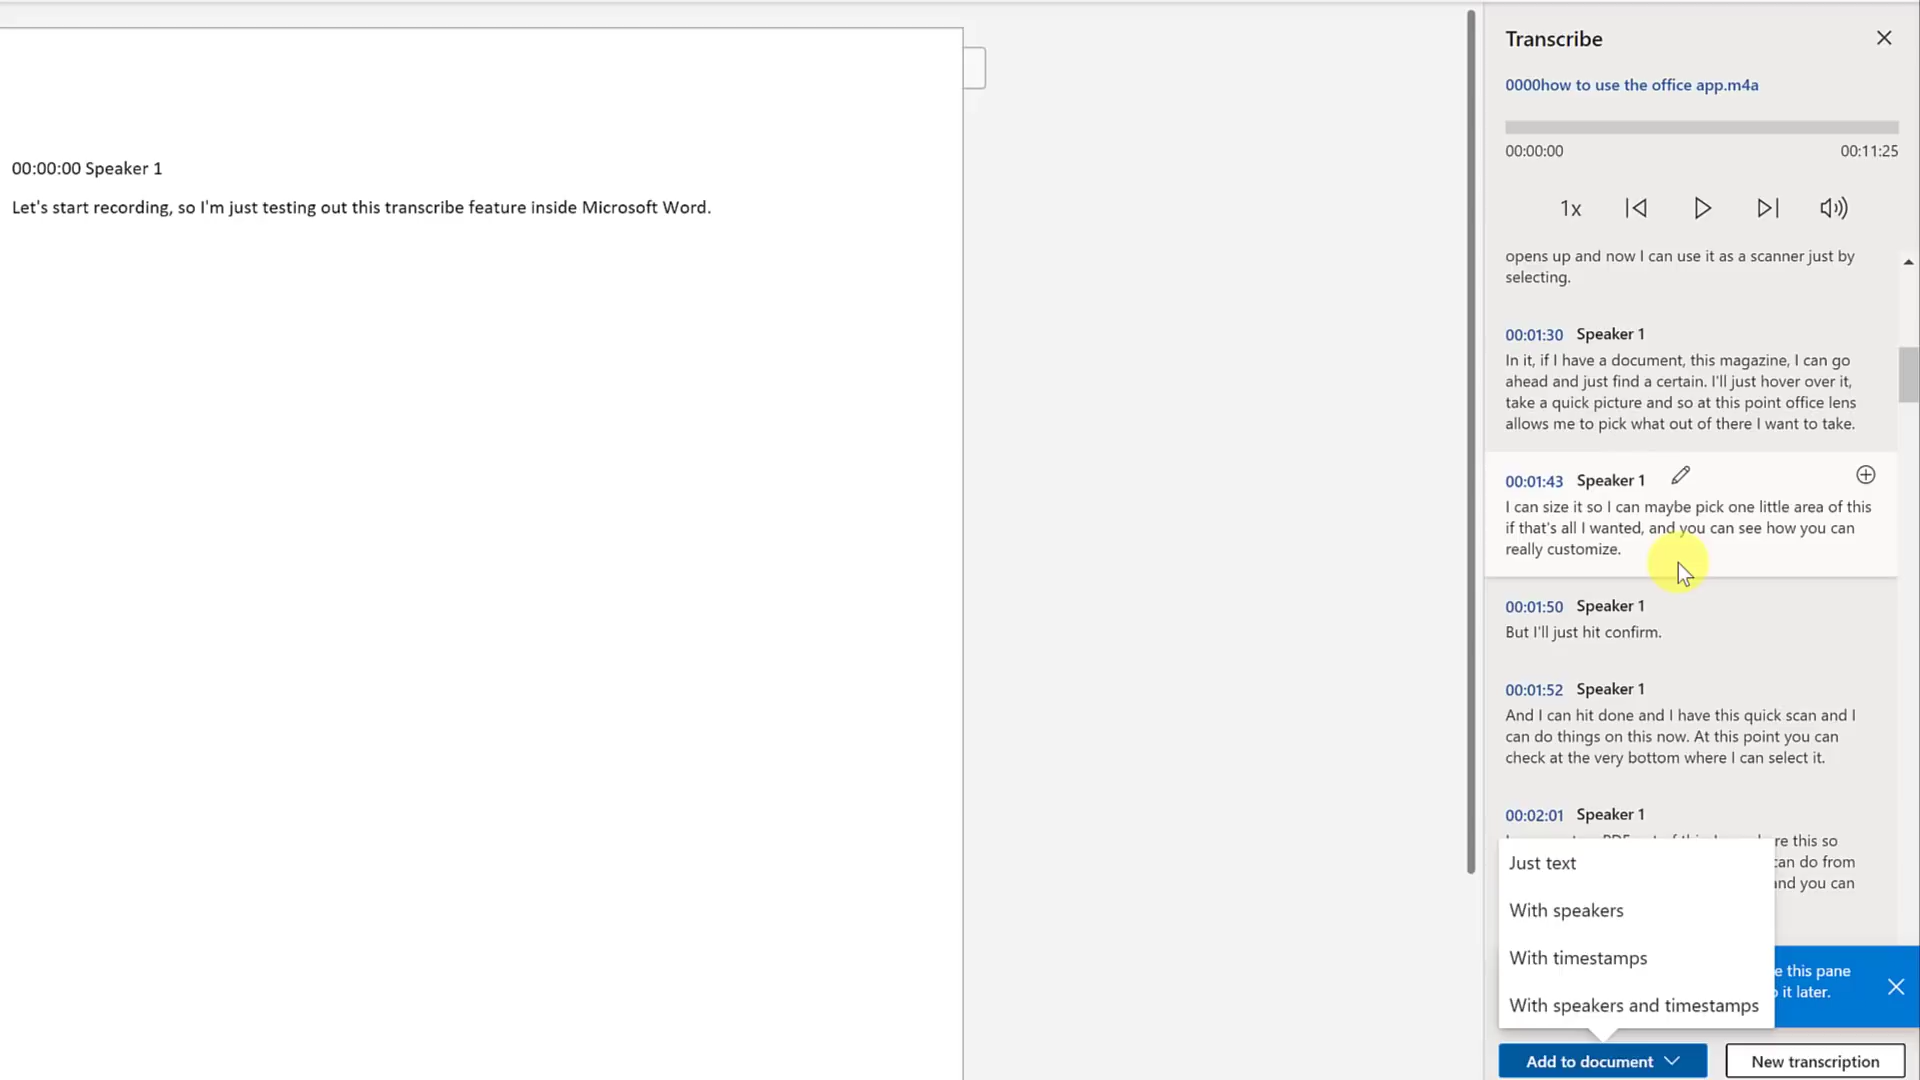 00:00:00 Speaker 1
Let's start recording, so I'm just testing out this transcribe feature inside Microsoft Word.
Transcribe
0000how to use the office app.m4a
00:00:00 00:11:25
1x
opens up and now I can use it as a scanner just by
selecting.
00:01:30 Speaker 1
In it, if I have a document, this magazine, I can go
ahead and just find a certain. I'll just hover over it,
take a quick picture and so at this point office lens
allows me to pick what out of there I want to take.
00:01:43 Speaker 1
I can size it so I can maybe pick one little area of this
if that's all I wanted, and you can see how you can
really customize.
00:01:50 Speaker 1
But I'll just hit confirm.
00:01:52 Speaker 1
And I can hit done and I have this quick scan and I
can do things on this now. At this point you can
check at the very bottom where I can select it.
00:02:01 Speaker 1
this so
can do from
and you can
Just text
With speakers
With timestamps
With speakers and timestamps
this pane
it later.
Add to document
New transcription